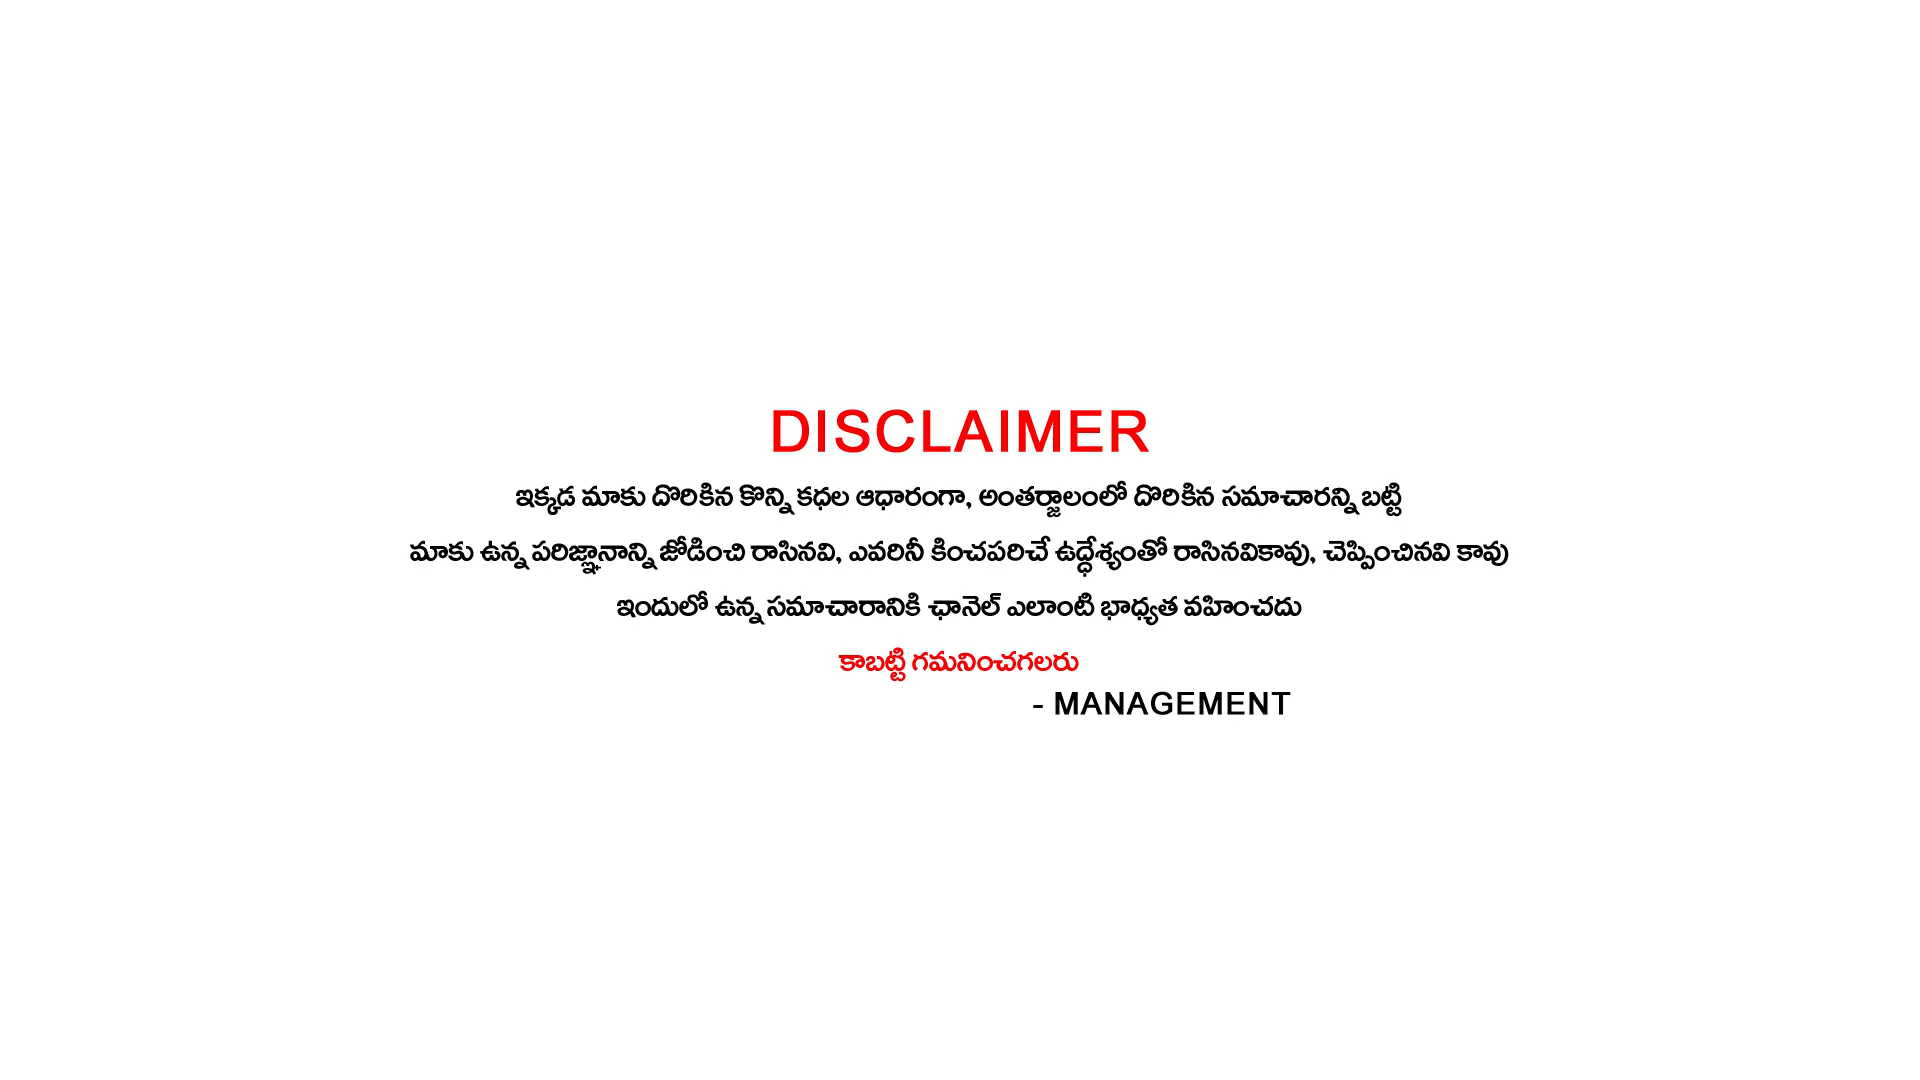 DISCLAIMER
ఇక్కడ మాకు దొరికిన కొన్ని కధల ఆధారంగా, అంతర్జాలంలో దొరికిన సమాచారన్ని బట్టి
మాకు ఉన్న పరిజ్ఞానాన్ని జోడించి రాసినవి, ఎవరినీ కించపరిచే ఉద్ధేశ్యంతో రాసినవికావు, చెప్పించినవి కావు
ఇందులో ఉన్న సమాచారానికి ఛానెల్ ఎలాంటి భాధ్యత వహించదు
కాబట్టి గమనించగలరు
- MANAGEMENT